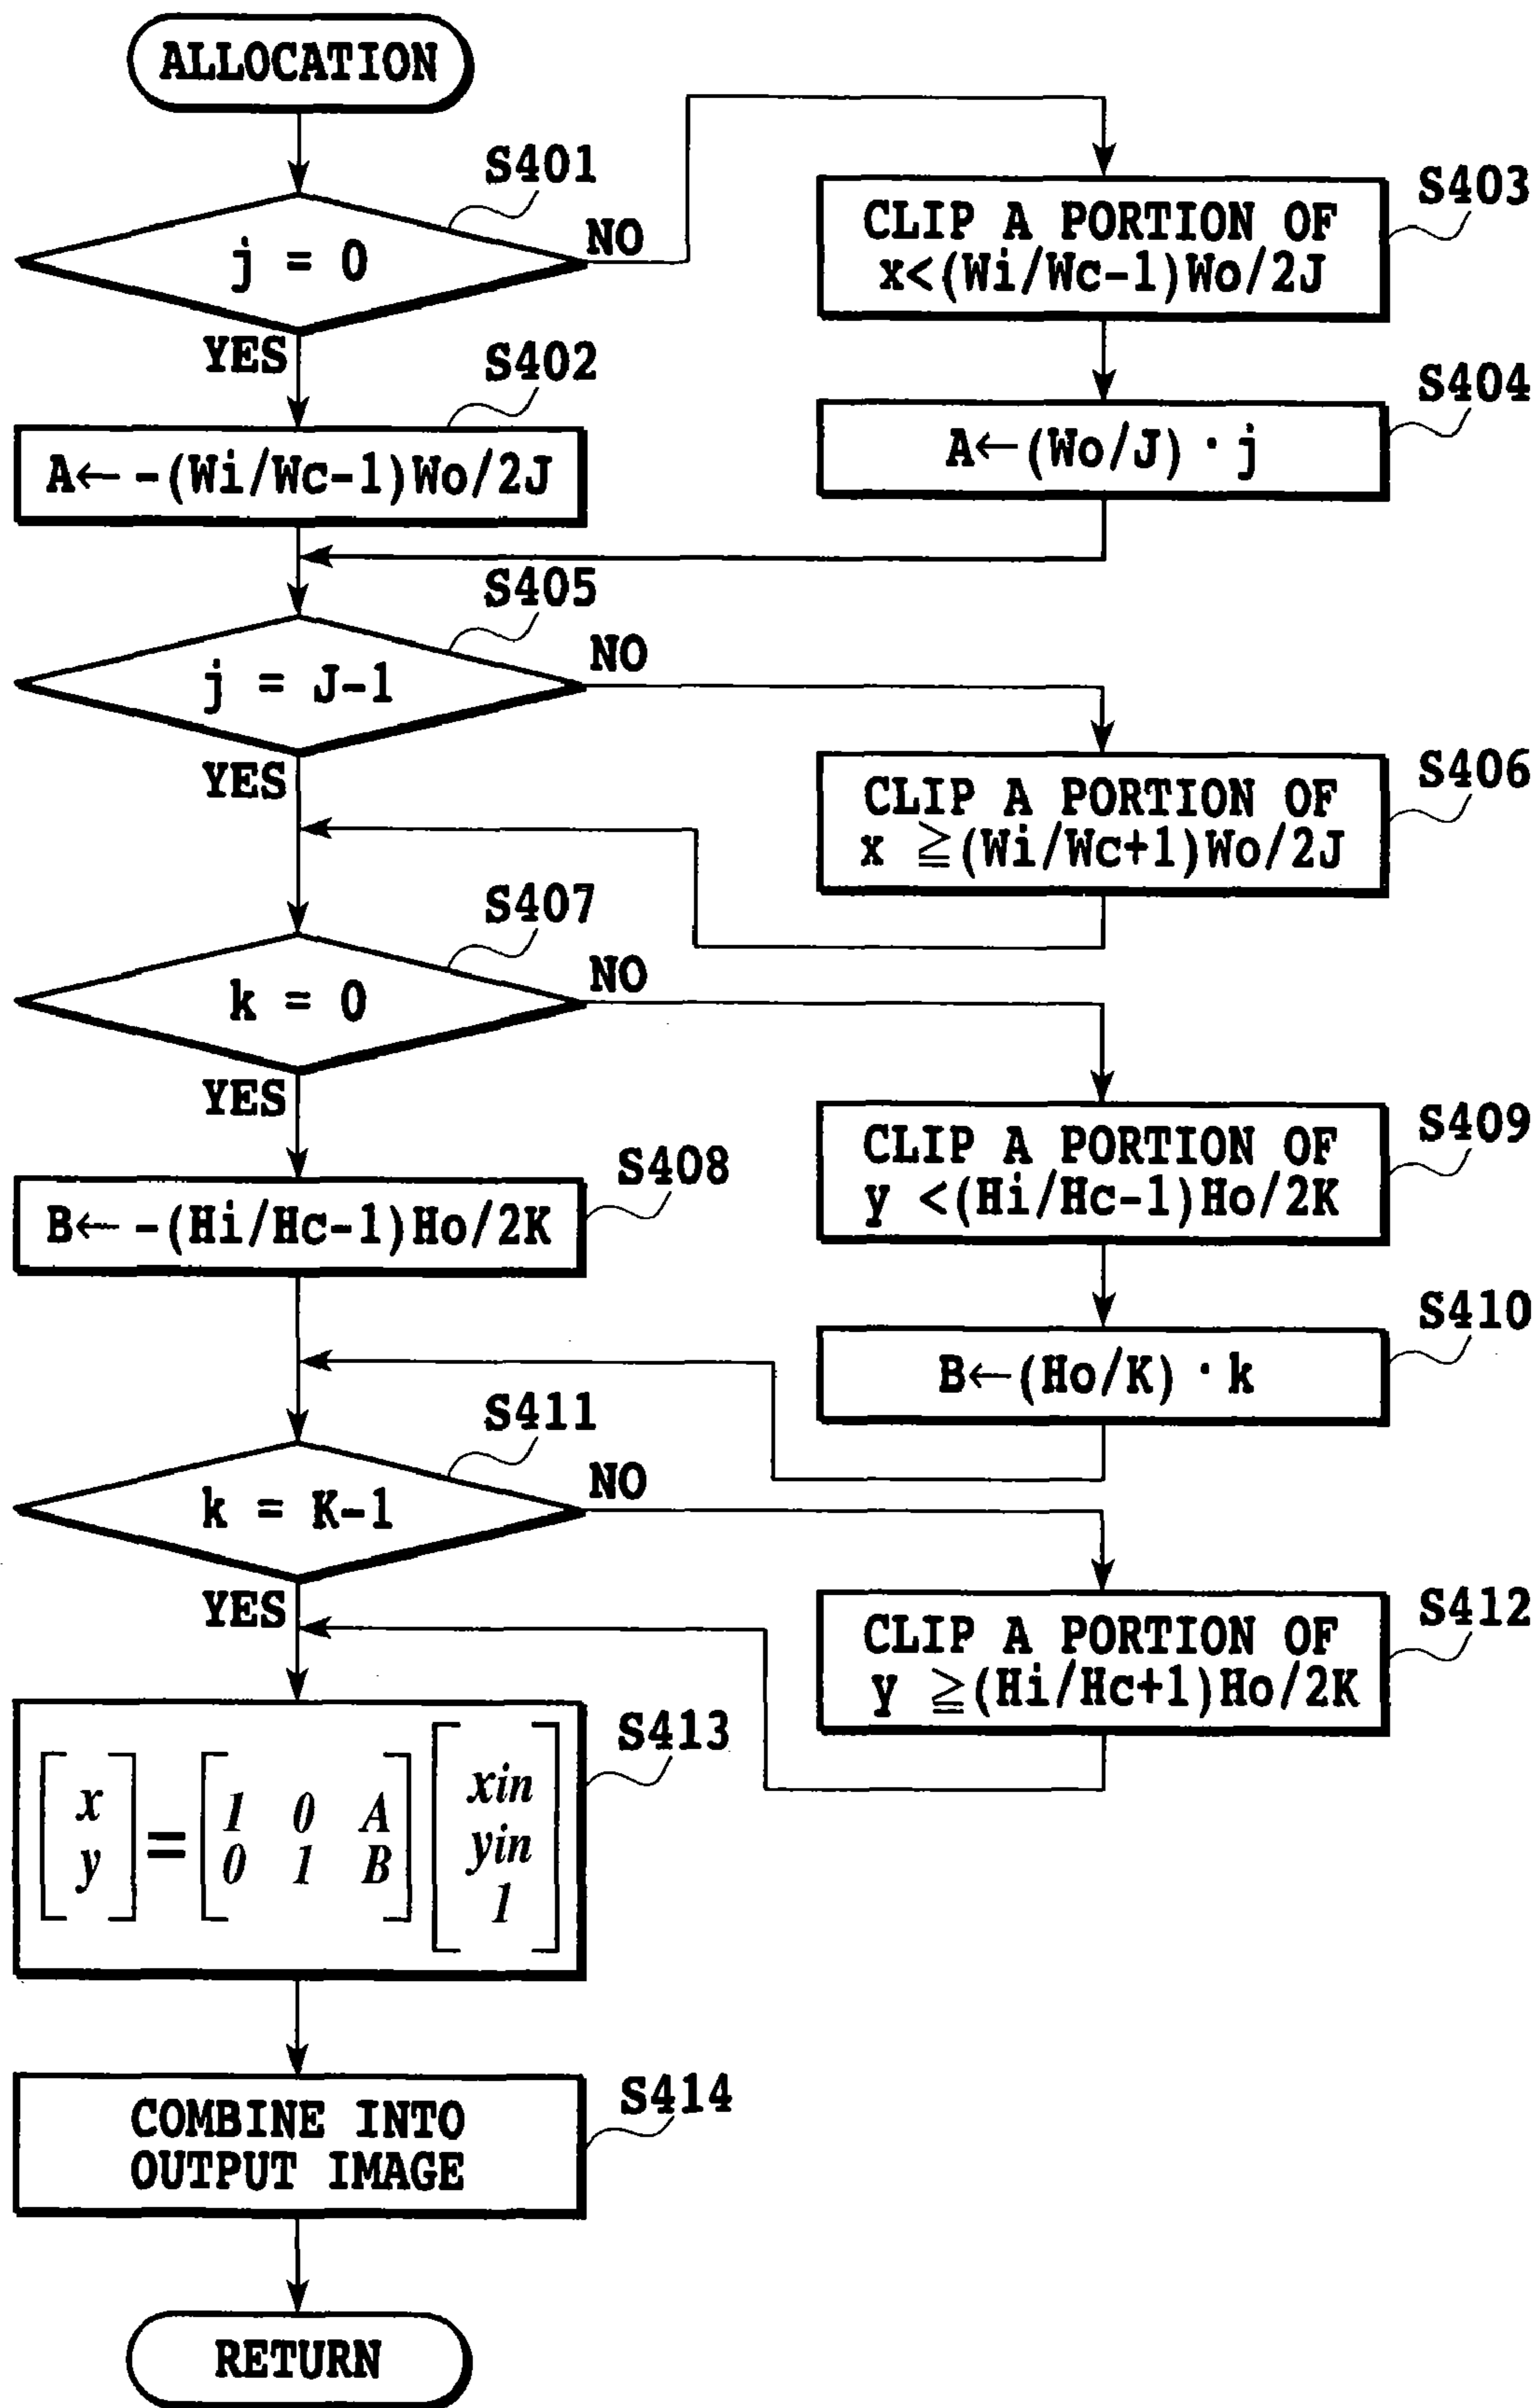 ALLOCATION
S401
j = 0
NO
YES
S403
CLIP A PORTION OF
x<(Wi/Wc-1)Wo/2J
S402
A← -(Wi/Wc-1)Wo/2J
S404
A←(Wo/J)・j
S405
j = J-1
NO
YES
S406
CLIP A PORTION OF
x ≧(Wi/Wc+1)Wo/2J
S407
k = 0
NO
YES
S408
B← -(Hi/Hc-1)Ho/2K
S409
CLIP A PORTION OF
y <(Hi/Hc-1)Ho/2K
S410
B←(Ho/K)・k
S411
k = K-1
NO
YES
S412
CLIP A PORTION OF
y ≧(Hi/Hc+1)Ho/2K
S413
[x y] = [1 0 A 0 1 B] [xin yin 1]
S414
COMBINE INTO
OUTPUT IMAGE
RETURN